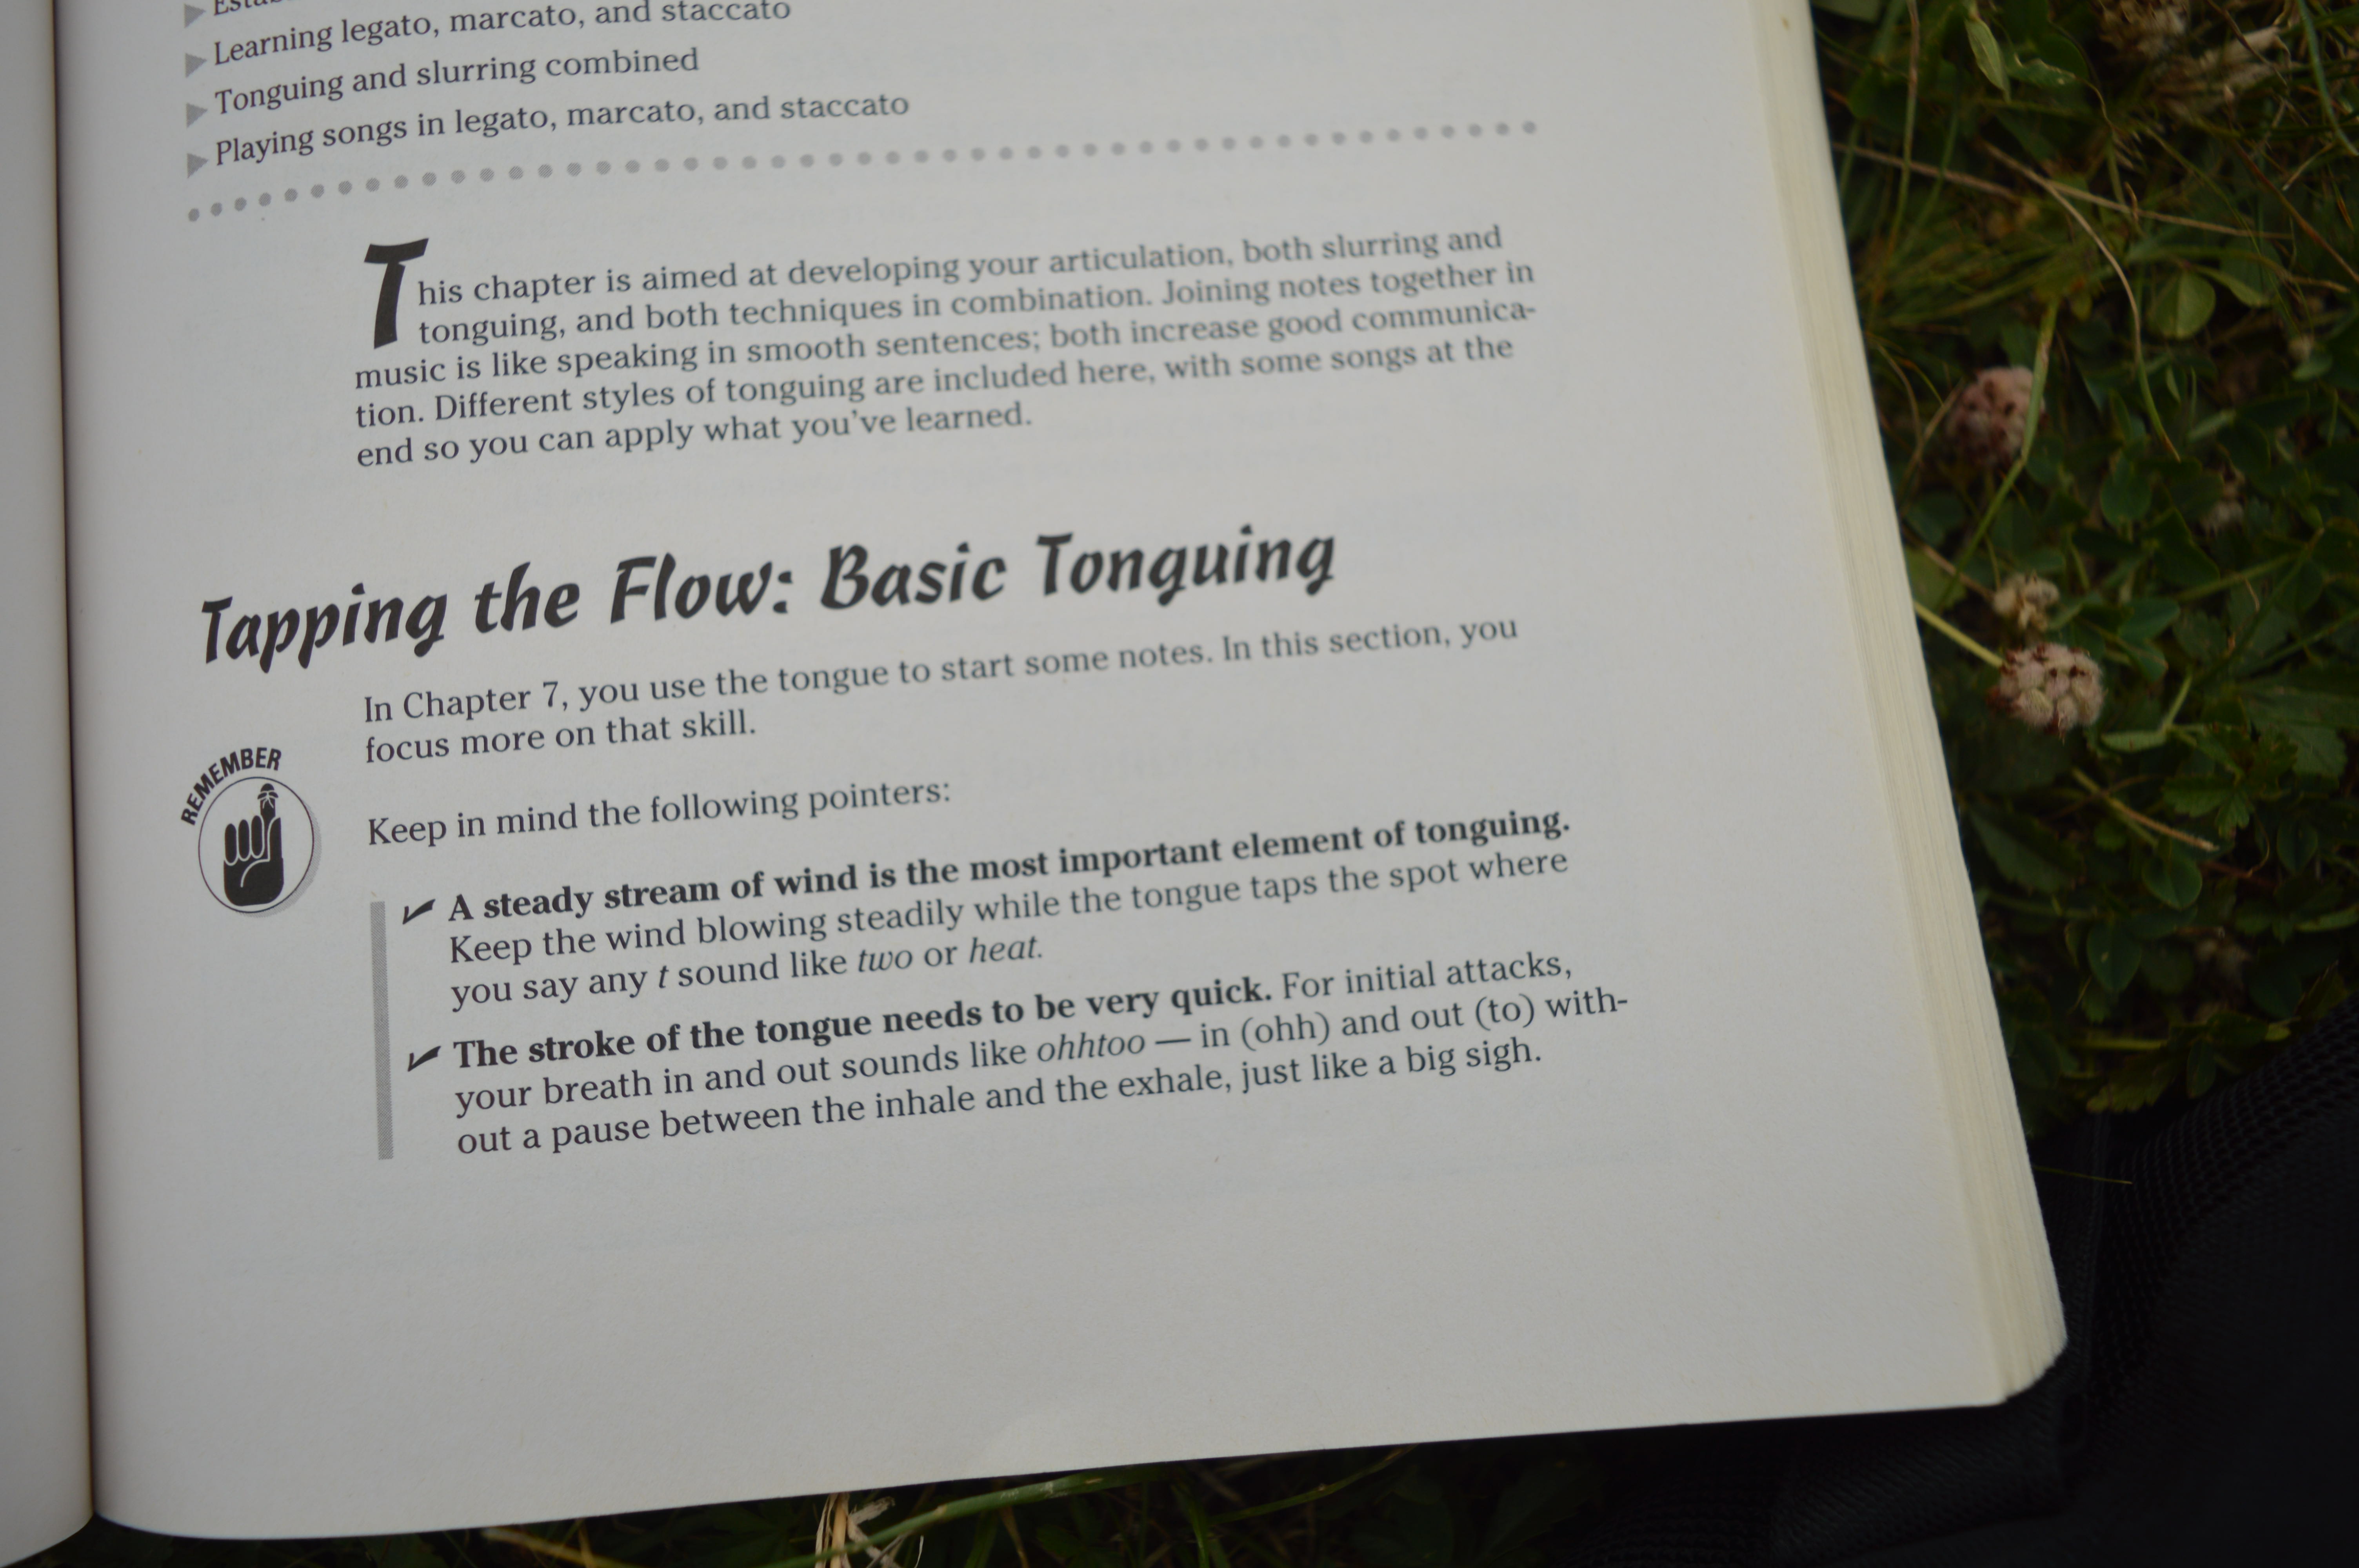 Learning legato, marcato, and staccato
Tonguing and slurring combined
Playing songs in legato, marcato, and staccato
This chapter is aimed at developing your articulation, both slurring and
tonguing, and both techniques in combination. Joining notes together in
music is like speaking in smooth sentences; both increase good communica-
tion. Different styles of tonguing are included here, with some songs at the
end so you can apply what you've learned.
Tapping the Flow: Basic Tonguing
In Chapter 7, you use the tongue to start some notes. In this section, you
focus more on that skill.
REMEMBER
Keep in mind the following pointers:
✓ A steady stream of wind is the most important element of tonguing.
Keep the wind blowing steadily while the tongue taps the spot where
you say any t sound like two or heat.
✓ The stroke of the tongue needs to be very quick. For initial attacks,
your breath in and out sounds like ohhtoo — in (ohh) and out (to) with-
out a pause between the inhale and the exhale, just like a big sigh.